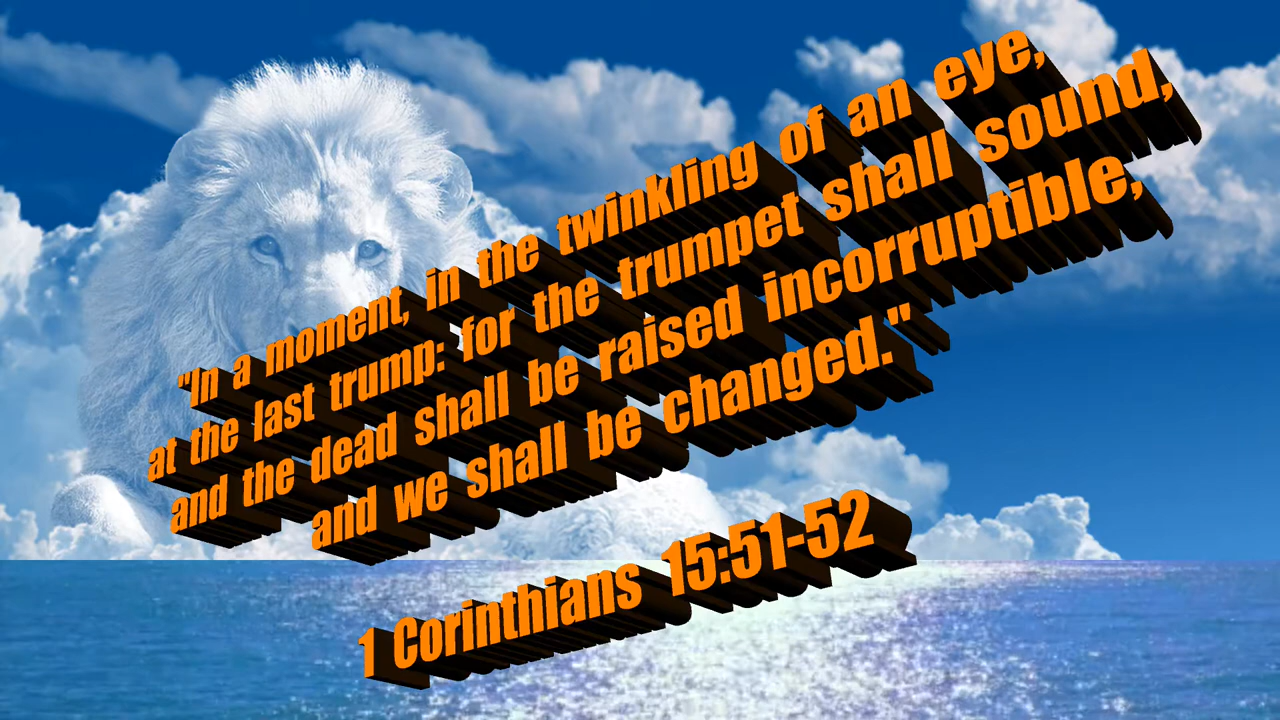 "In a moment, in the twinkling of an eye,
at the last trump: for the trumpet shall sound,
and the dead shall be raised incorruptible,
and we shall be changed."
1 Corinthians 15:51-52